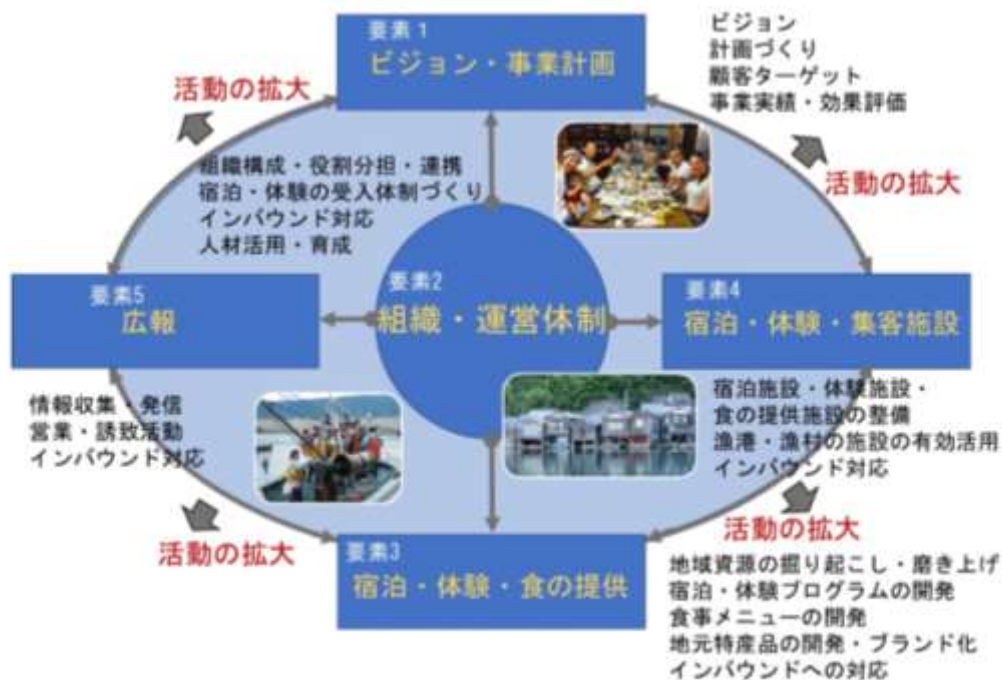 要素1
ビジョン・事業計画
ビジョン
計画づくり
顧客ターゲット
事業実績・効果評価
活動の拡大
活動の拡大
組織構成・役割分担・連携
宿泊・体験の受入体制づくり
インバウンド対応
人材活用・育成
要素5
広報
要素2
組織・運営体制
要素4
宿泊・体験・集客施設
情報収集・発信
営業・誘致活動
インバウンド対応
宿泊施設・体験施設・
食の提供施設の整備
漁港・漁村の施設の有効活用
インバウンド対応
活動の拡大
活動の拡大
要素3
宿泊・体験・食の提供
地域資源の掘り起こし・磨き上げ
宿泊・体験プログラムの開発
食事メニューの開発
地元特産品の開発・ブランド化
インバウンドへの対応